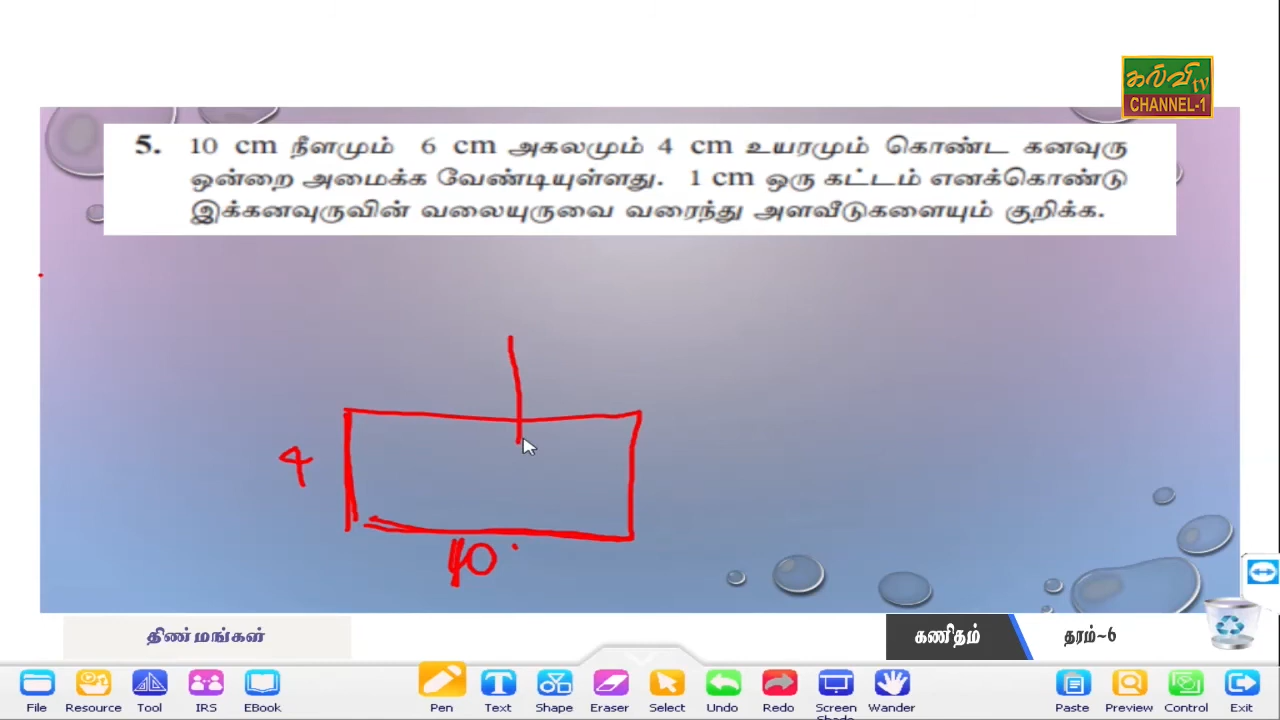 கல்வி tv
CHANNEL-1
5. 10 cm நீளமும் 6 cm அகலமும் 4 cm உயரமும் கொண்ட கனவுரு
ஒன்றை அமைக்க வேண்டியுள்ளது. 1 cm ஒரு கட்டம் எனக்கொண்டு
இக்கனவுருவின் வலையுருவை வரைந்து அளவீடுகளையும் குறிக்க.
4
10
திண்மங்கள்
கணிதம்
தரம்-6
File Resource Tool IRS EBook Pen Text Shape Eraser Select Undo Redo Screen Wander Paste Preview Control Exit